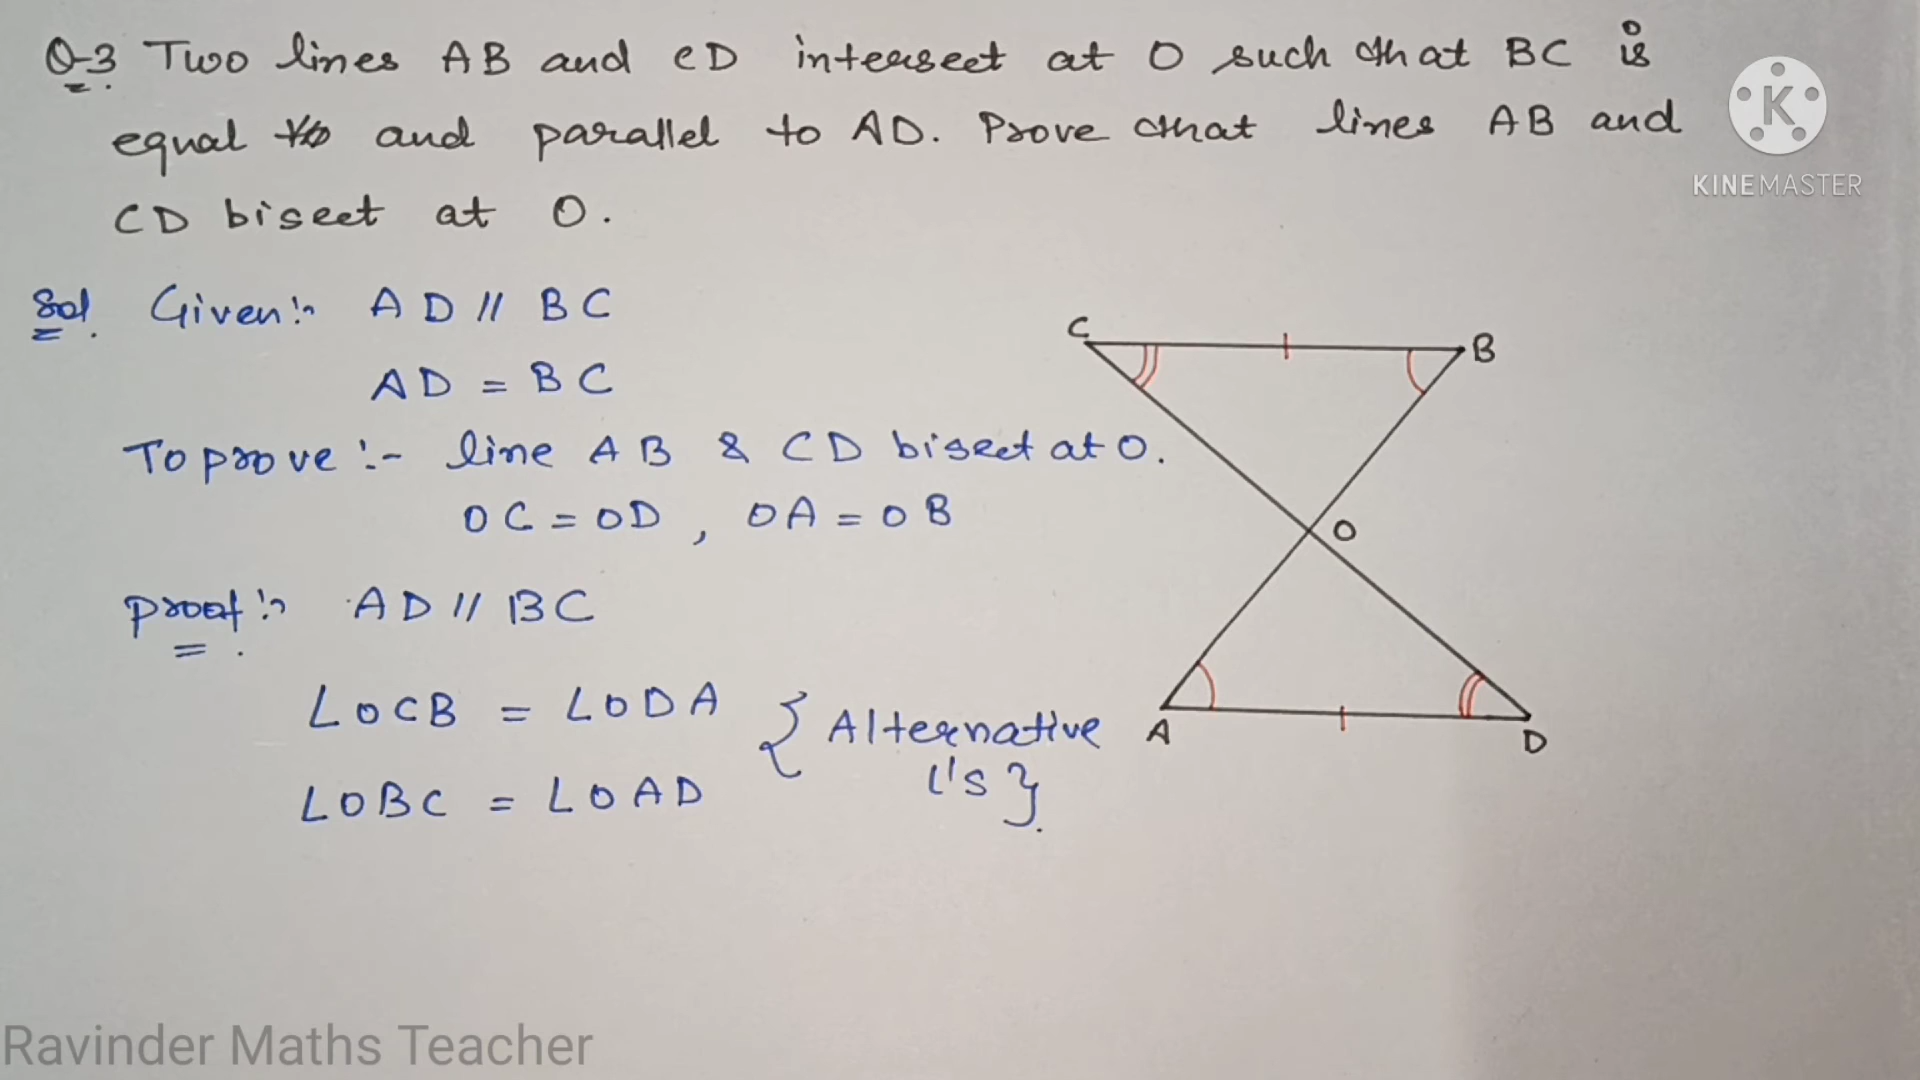 Q-3. Two lines AB and CD intersect at O such that BC is
equal to and parallel to AD. Prove that lines AB and
CD bisect at O.
Sol. Given:- AD // BC
AD = BC
To prove :- line AB & CD bisect at O.
OC = OD , OA = OB
Proof:- AD // BC
∠OCB = ∠ODA
∠OBC = ∠OAD
{ Alternative
∠'s }.
C
B
O
A
D
K
KINEMASTER
Ravinder Maths Teacher